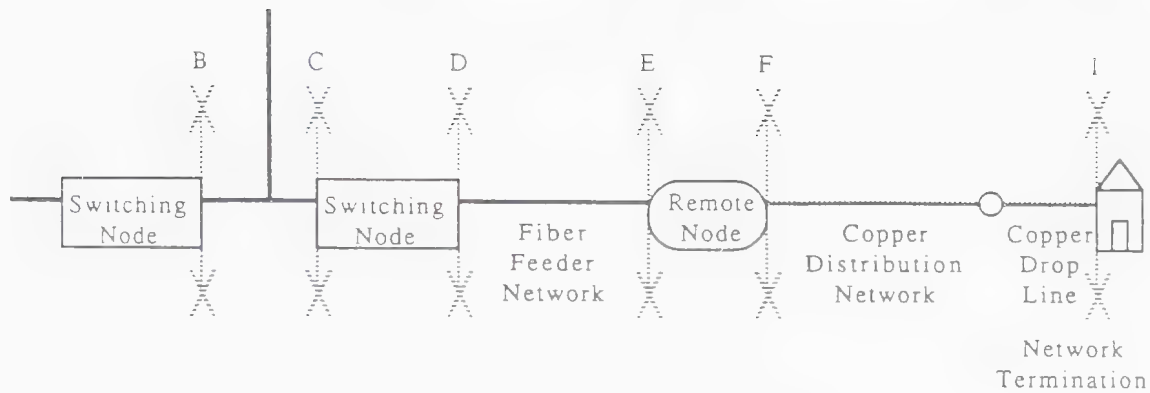 B
C
D
E
F
I
Switching
Node
Switching
Node
Fiber
Feeder
Network
Remote
Node
Copper
Distribution
Network
Copper
Drop
Line
Network
Termination